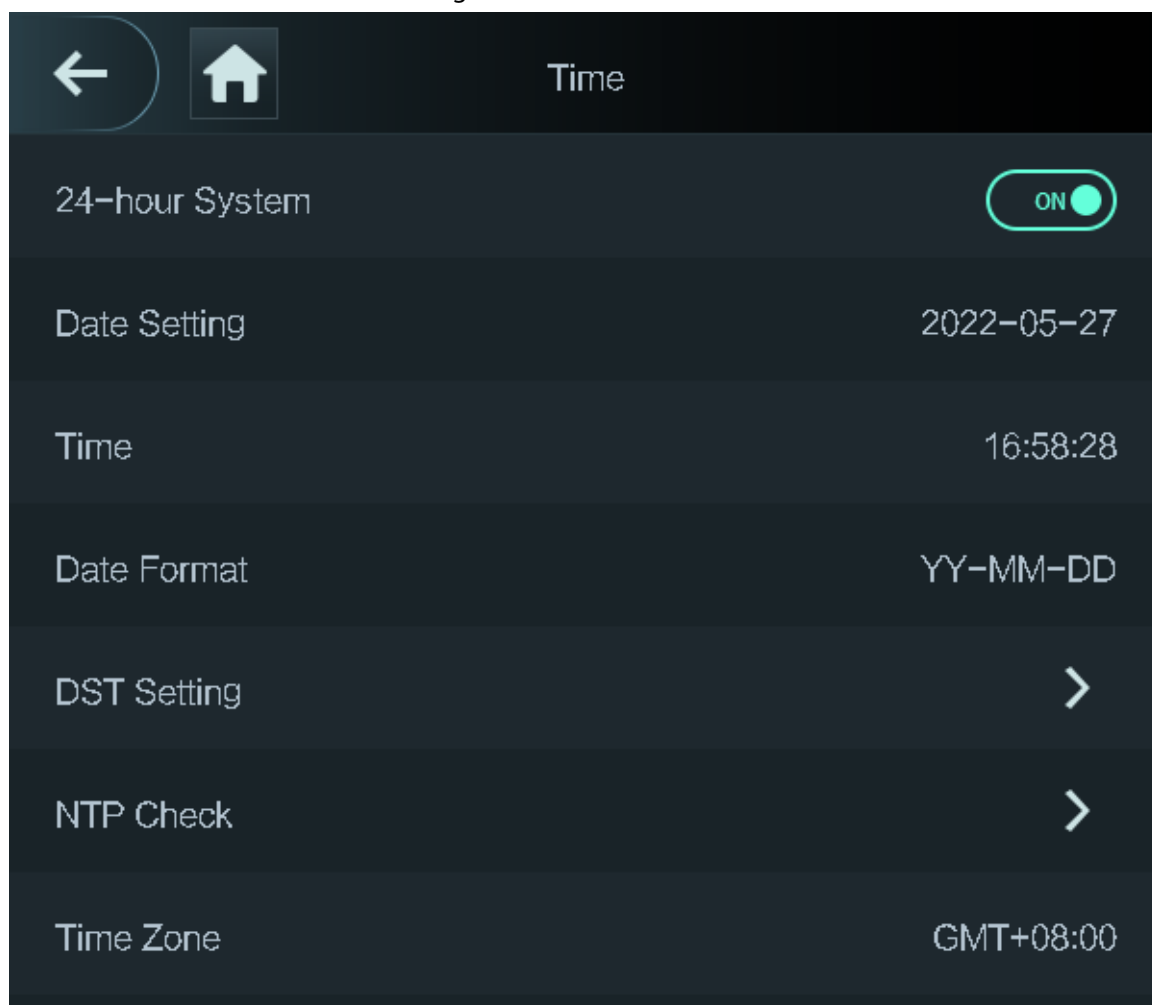 Time
24-hour System ON
Date Setting 2022-05-27
Time 16:58:28
Date Format YY-MM-DD
DST Setting
NTP Check
Time Zone GMT+08:00